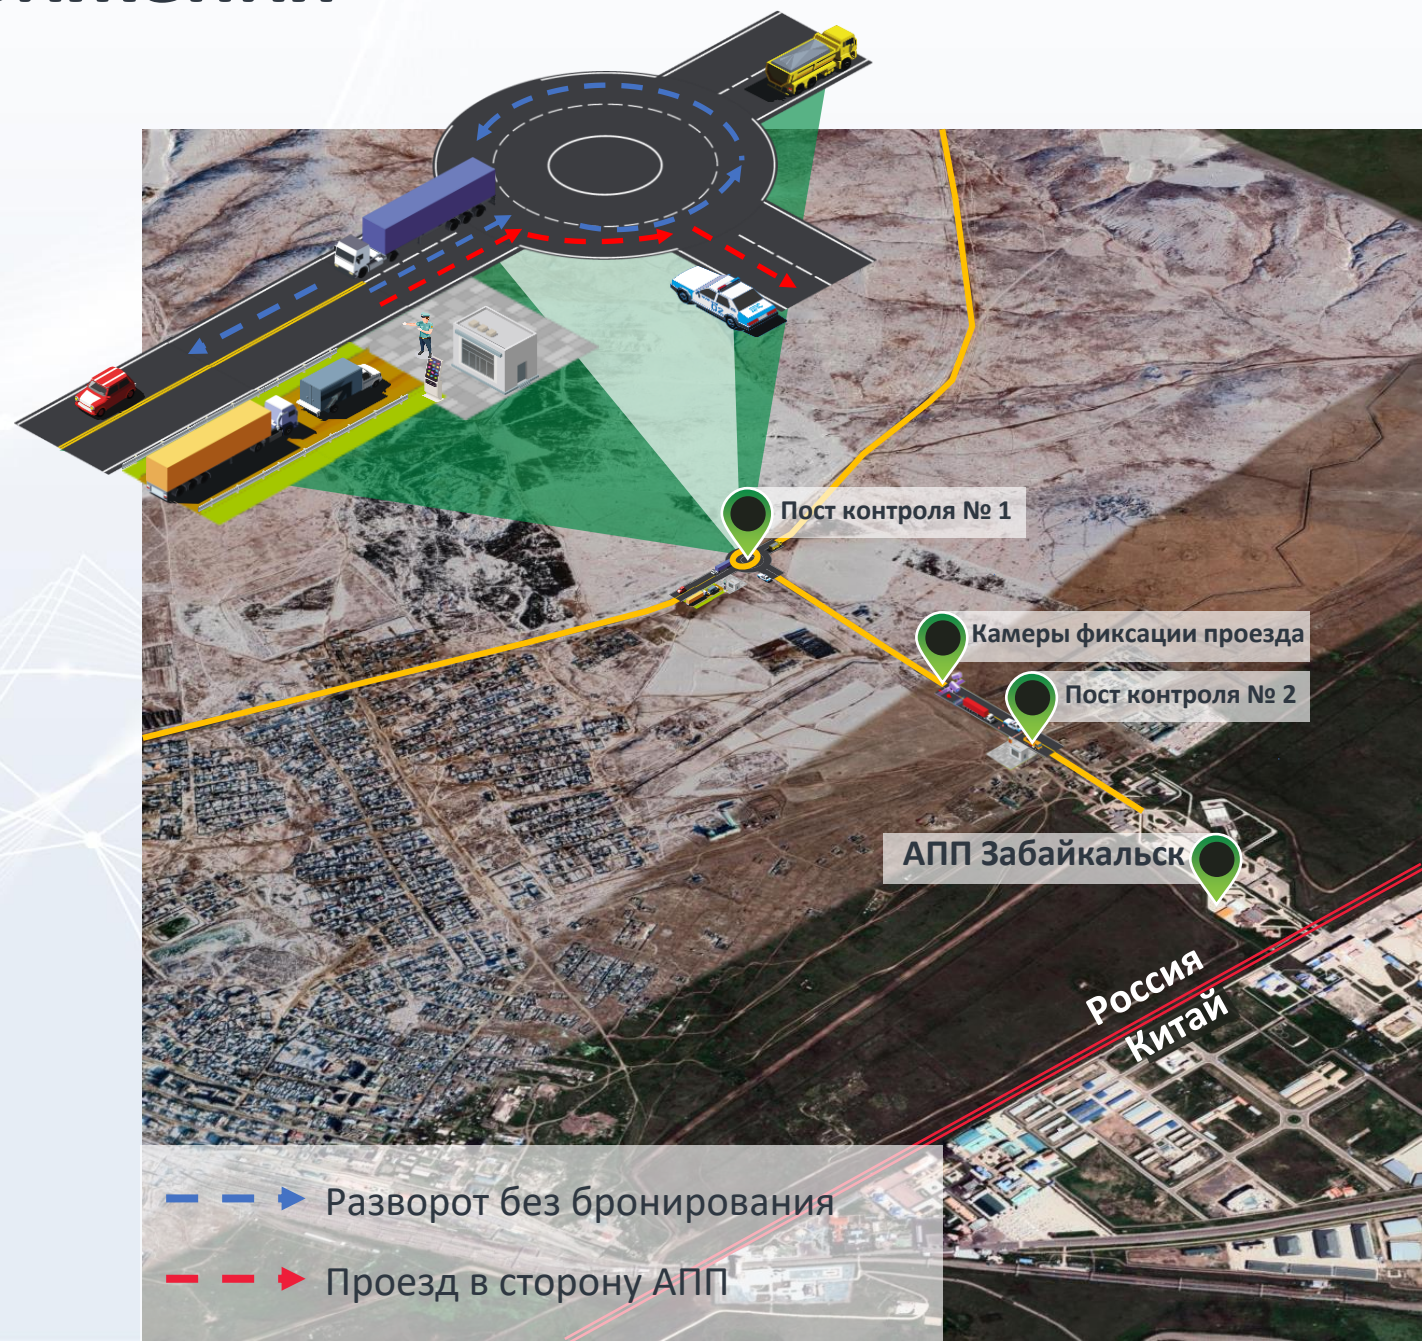 Пост контроля № 1
Камеры фиксации проезда
Пост контроля № 2
АПП Забайкальск
Россия
Китай
Разворот без бронирования
Проезд в сторону АПП